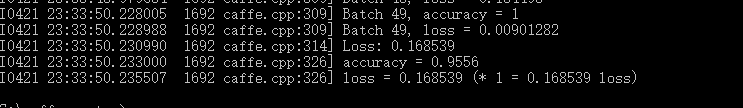 I0421 23:33:50.228005  1692 caffe.cpp:309] Batch 49, accuracy = 1
I0421 23:33:50.228988  1692 caffe.cpp:309] Batch 49, loss = 0.00901282
I0421 23:33:50.230990  1692 caffe.cpp:314] Loss: 0.168539
I0421 23:33:50.233000  1692 caffe.cpp:326] accuracy = 0.9556
I0421 23:33:50.235507  1692 caffe.cpp:326] loss = 0.168539 (* 1 = 0.168539 loss)